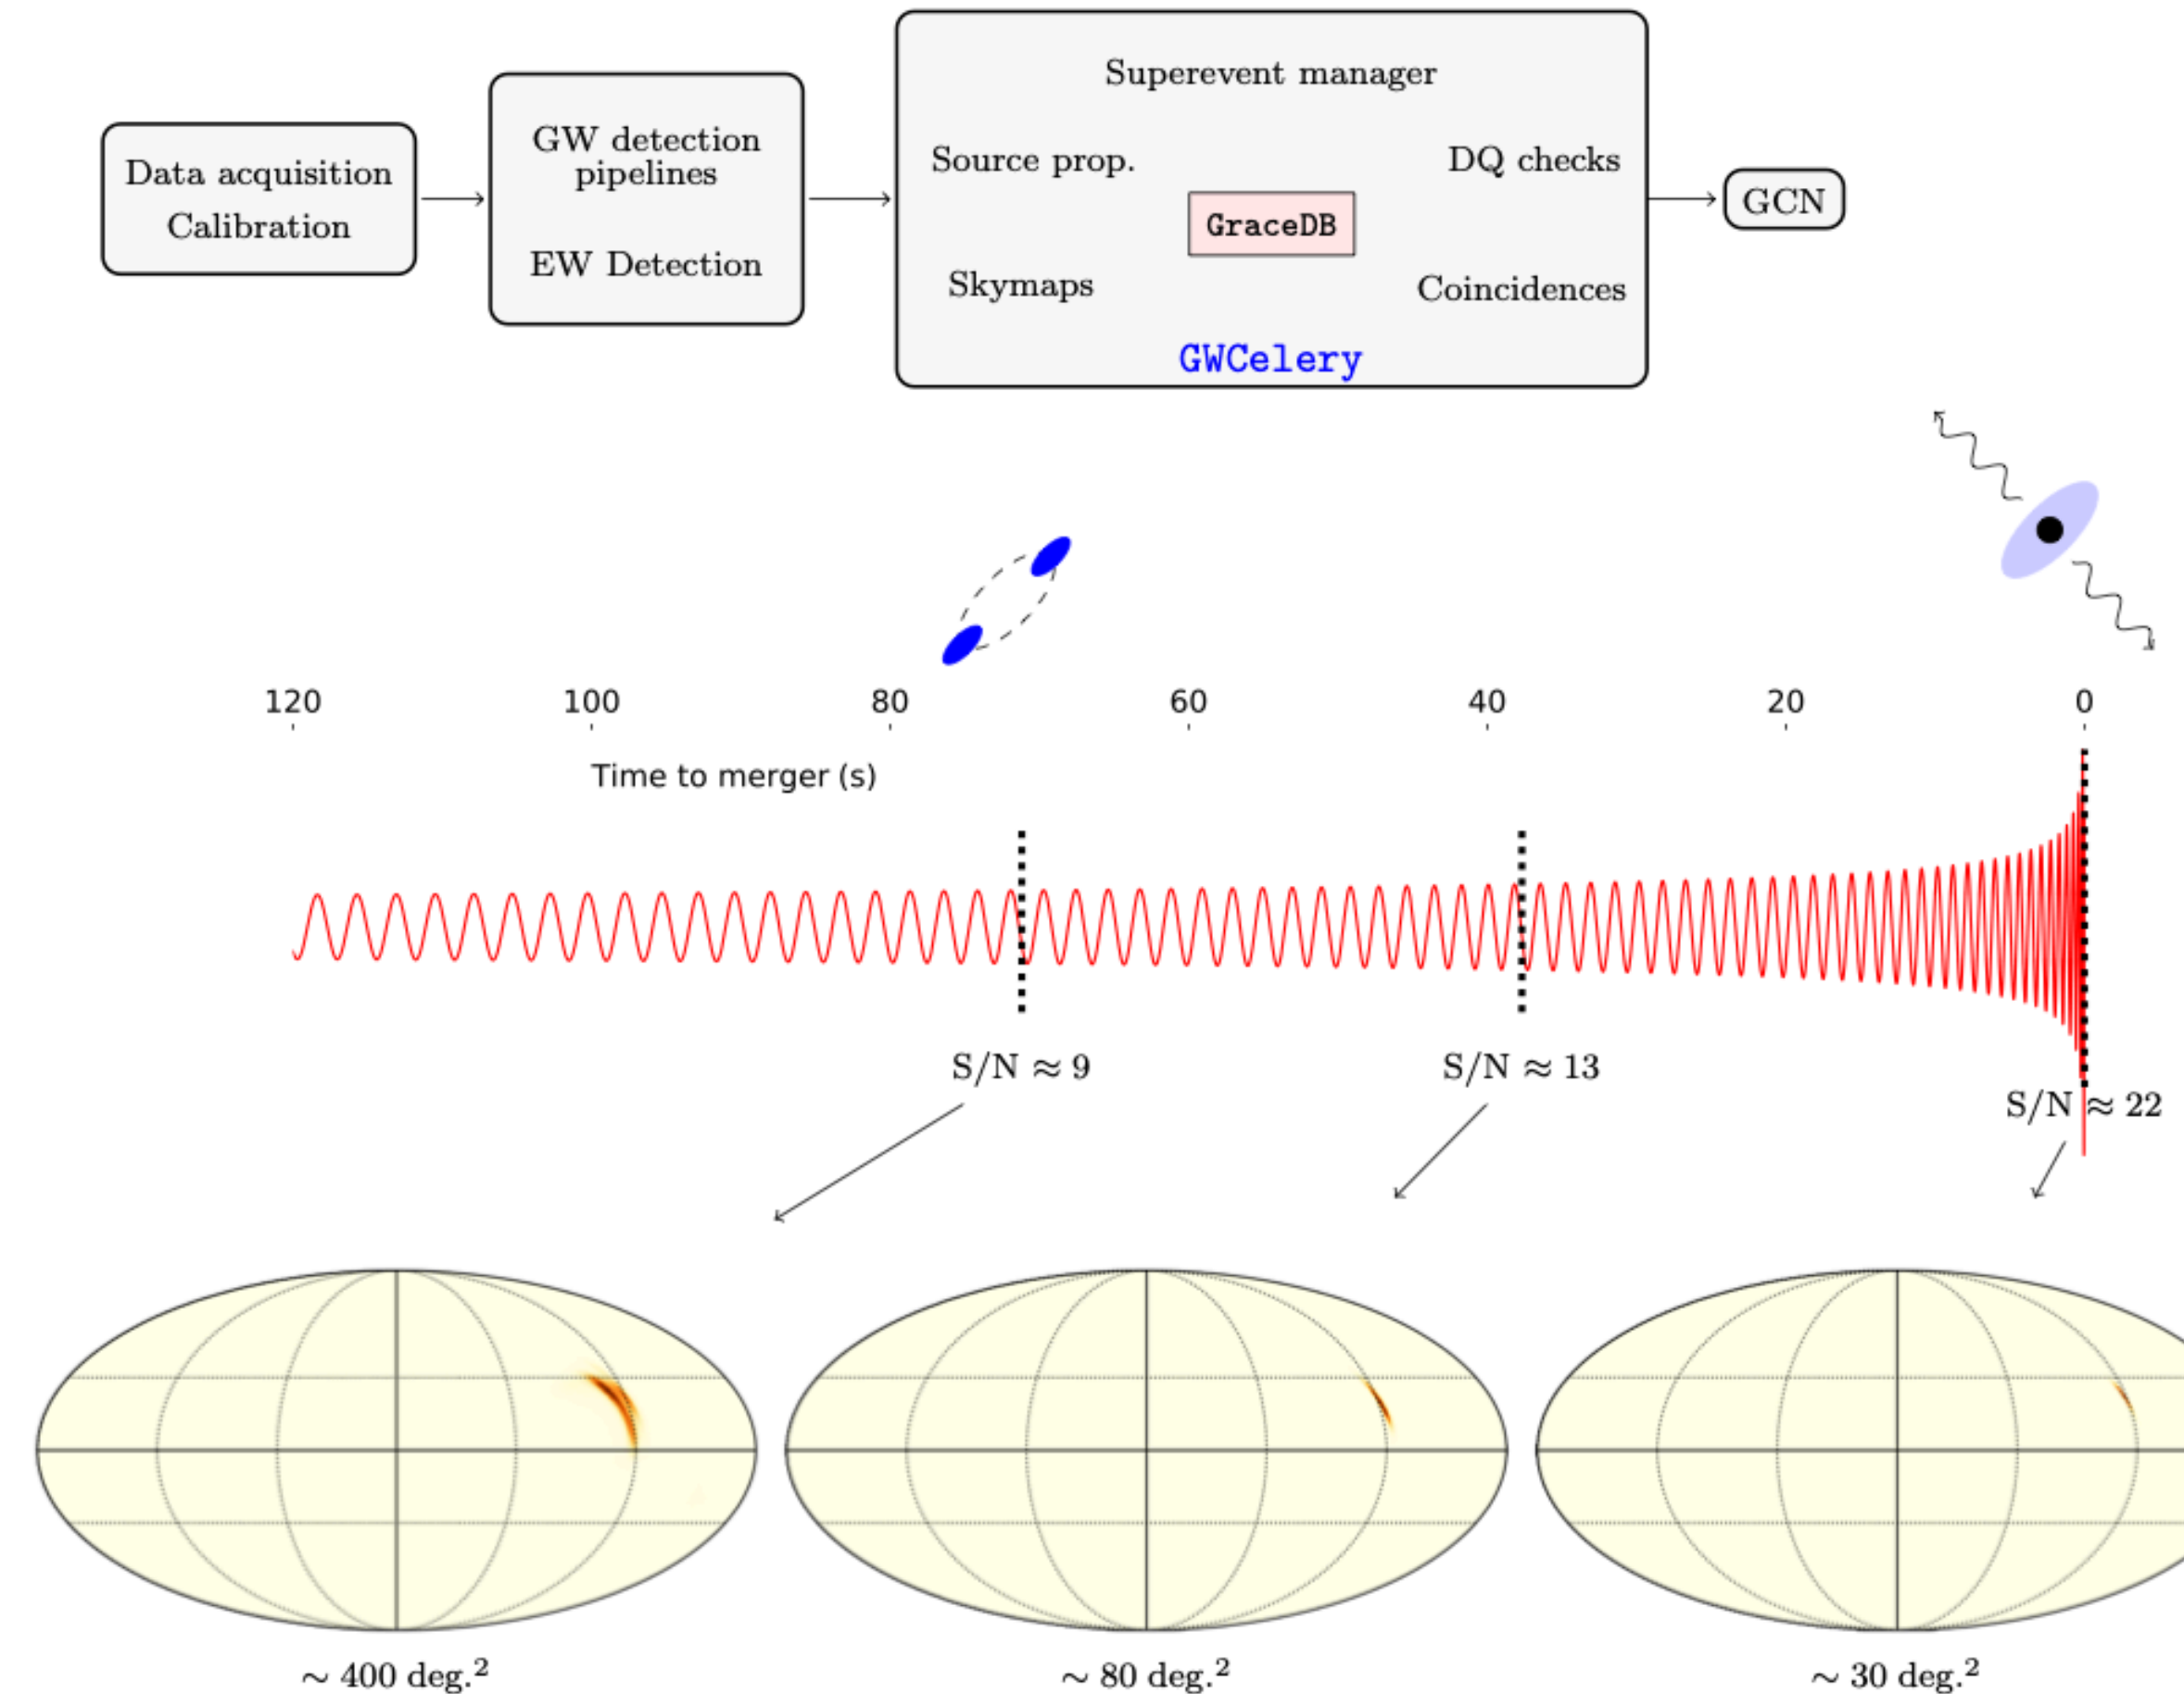 Data acquisition
Calibration
GW detection
pipelines
EW Detection
Superevent manager
Source prop.
DQ checks
GraceDB
Skymaps
Coincidences
GWCelery
GCN
120 100 80 60 40 20 0
Time to merger (s)
S/N ≈ 9
S/N ≈ 13
S/N ≈ 22
~ 400 deg.²
~ 80 deg.²
~ 30 deg.²